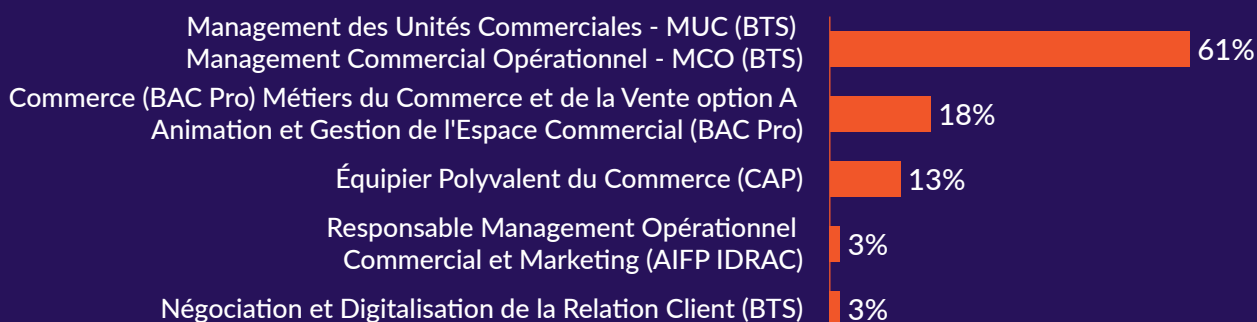 Management des Unités Commerciales - MUC (BTS)
Management Commercial Opérationnel - MCO (BTS)
61%
Commerce (BAC Pro) Métiers du Commerce et de la Vente option A
Animation et Gestion de l'Espace Commercial (BAC Pro)
18%
Équipier Polyvalent du Commerce (CAP)
13%
Responsable Management Opérationnel
Commercial et Marketing (AIFP IDRAC)
3%
Négociation et Digitalisation de la Relation Client (BTS)
3%